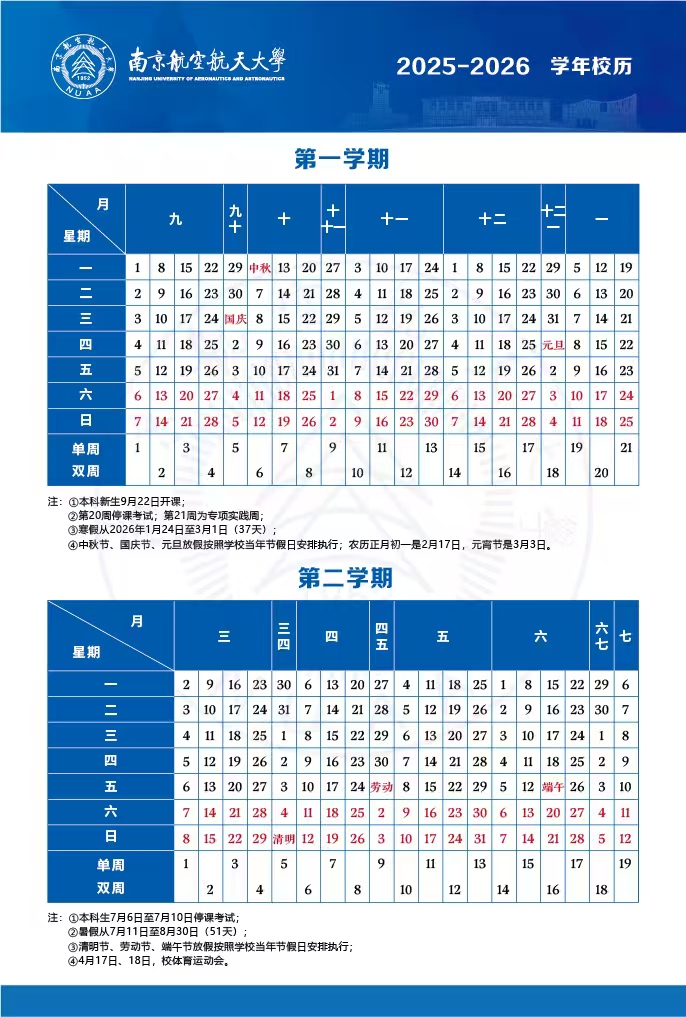 南京航空航天大學
NANJING UNIVERSITY OF AERONAUTICS AND ASTRONAUTICS
南京航空航天大學
1952
NUAA
2025-2026 学年校历
第一学期
月 九 九十 十 十十一 十一 十二 十二一 一
星期
一 1 8 15 22 29 中秋 13 20 27 3 10 17 24 1 8 15 22 29 5 12 19
二 2 9 16 23 30 7 14 21 28 4 11 18 25 2 9 16 23 30 6 13 20
三 3 10 17 24 国庆 8 15 22 29 5 12 19 26 3 10 17 24 31 7 14 21
四 4 11 18 25 2 9 16 23 30 6 13 20 27 4 11 18 25 元旦 8 15 22
五 5 12 19 26 3 10 17 24 31 7 14 21 28 5 12 19 26 2 9 16 23
六 6 13 20 27 4 11 18 25 1 8 15 22 29 6 13 20 27 3 10 17 24
日 7 14 21 28 5 12 19 26 2 9 16 23 30 7 14 21 28 4 11 18 25
单周 1 3 5 7 9 11 13 15 17 19 21
双周 2 4 6 8 10 12 14 16 18 20
注：①本科新生9月22日开课；
②第20周停课考试；第21周为专项实践周；
③寒假从2026年1月24日至3月1日（37天）；
④中秋节、国庆节、元旦放假按照学校当年节假日安排执行；农历正月初一是2月17日，元宵节是3月3日。
第二学期
月 三 三四 四 四五 五 六 六七 七
星期
一 2 9 16 23 30 6 13 20 27 4 11 18 25 1 8 15 22 29 6
二 3 10 17 24 31 7 14 21 28 5 12 19 26 2 9 16 23 30 7
三 4 11 18 25 1 8 15 22 29 6 13 20 27 3 10 17 24 1 8
四 5 12 19 26 2 9 16 23 30 7 14 21 28 4 11 18 25 2 9
五 6 13 20 27 3 10 17 24 劳动 8 15 22 29 5 12 端午 26 3 10
六 7 14 21 28 4 11 18 25 2 9 16 23 30 6 13 20 27 4 11
日 8 15 22 29 清明 12 19 26 3 10 17 24 31 7 14 21 28 5 12
单周 1 3 5 7 9 11 13 15 17 19
双周 2 4 6 8 10 12 14 16 18
注：①本科生7月6日至7月10日停课考试；
②暑假从7月11日至8月30日（51天）；
③清明节、劳动节、端午节放假按照学校当年节假日安排执行；
④4月17日、18日，校体育运动会。